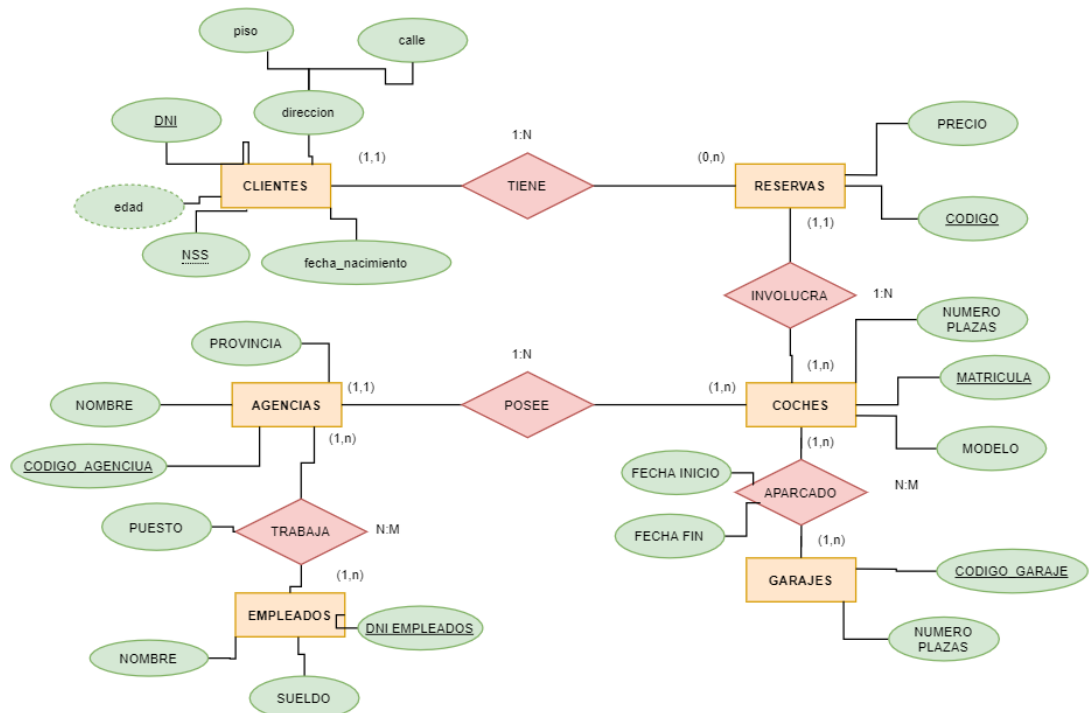 piso
calle
direccion
DNI
1:N
PRECIO
(1,1)
(0,n)
CLIENTES
TIENE
RESERVAS
edad
CODIGO
(1,1)
NSS
fecha_nacimiento
INVOLUCRA
1:N
NUMERO
PLAZAS
PROVINCIA
1:N
(1,n)
MATRICULA
(1,1)
(1,n)
NOMBRE
AGENCIAS
POSEE
COCHES
(1,n)
(1,n)
MODELO
CODIGO_AGENCIUA
FECHA INICIO
APARCADO
N:M
PUESTO
TRABAJA
N:M
FECHA FIN
(1,n)
CODIGO_GARAJE
(1,n)
GARAJES
EMPLEADOS
DNI EMPLEADOS
NUMERO
PLAZAS
NOMBRE
SUELDO